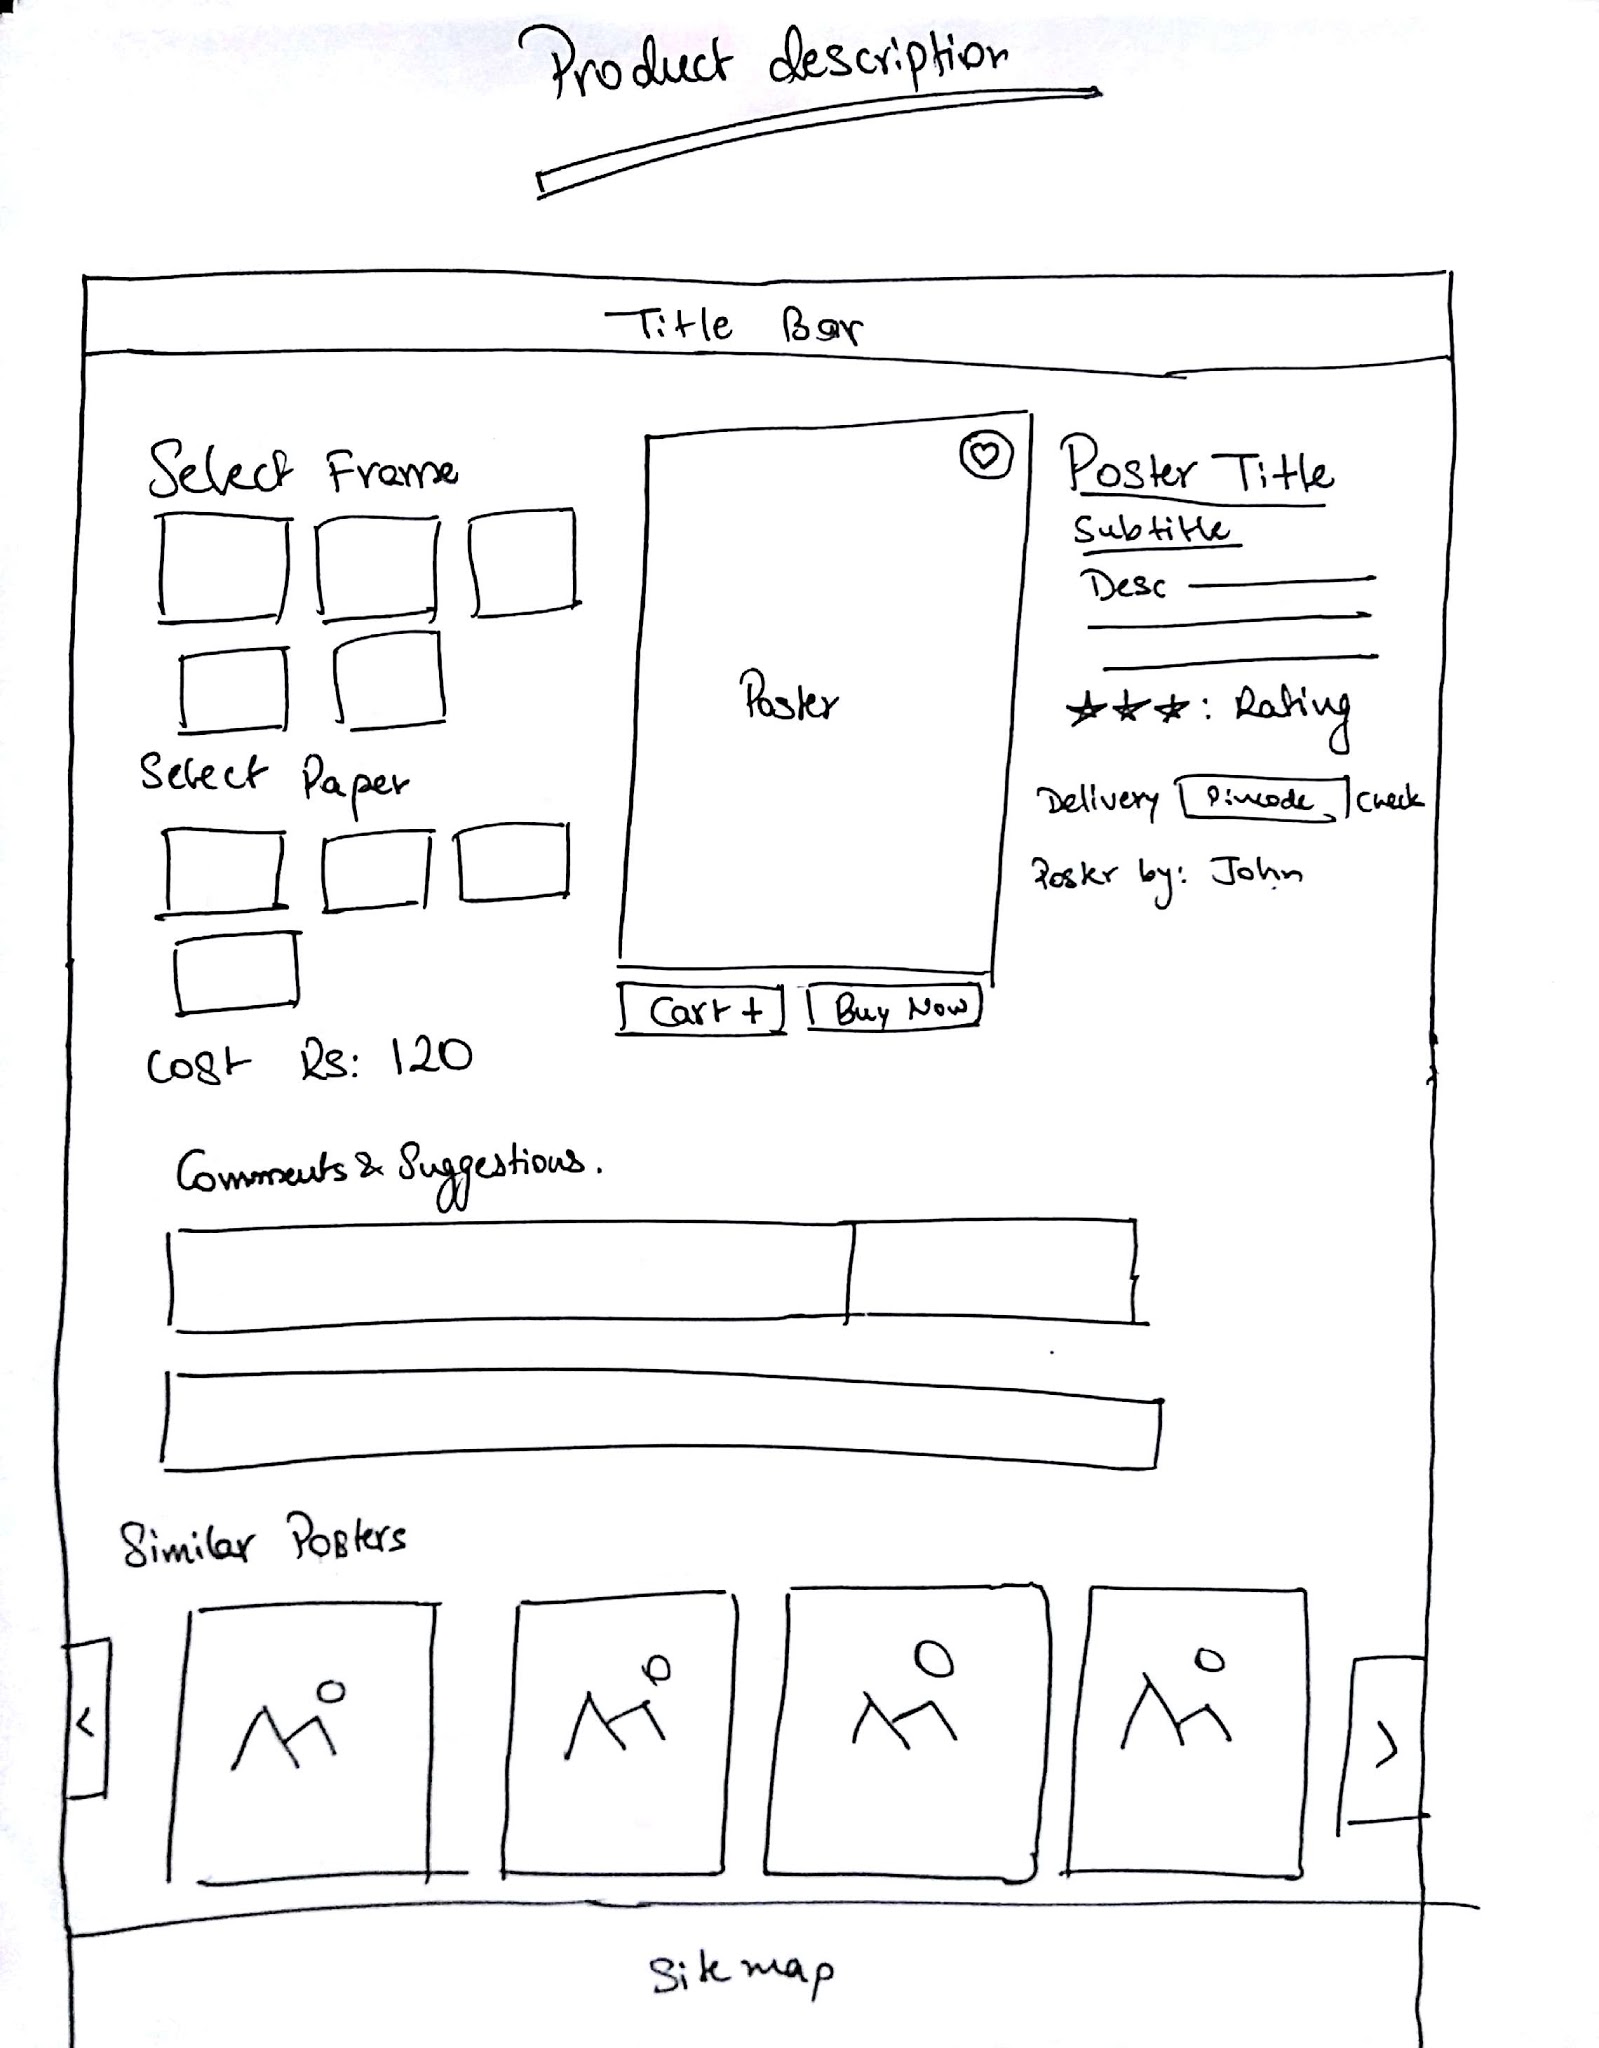 Product description
Title Bar
Select Frame
Select Paper
Cost Rs: 120
Poster
Cart +
Buy Now
Poster Title
Subtitle
Desc
: Rating
Delivery Pincode Check
Poster by: John
Comments & Suggestions.
Similar Posters
<
>
Sitemap